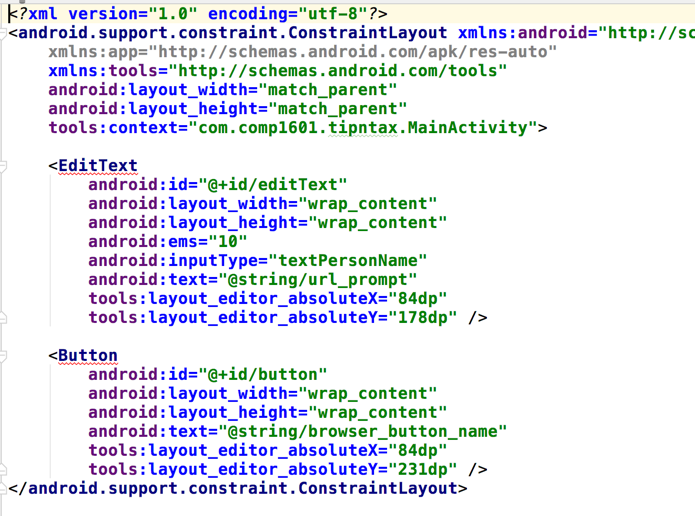 <?xml version="1.0" encoding="utf-8"?>
<android.support.constraint.ConstraintLayout xmlns:android="http://sc
xmlns:app="http://schemas.android.com/apk/res-auto"
xmlns:tools="http://schemas.android.com/tools"
android:layout_width="match_parent"
android:layout_height="match_parent"
tools:context="com.comp1601.tipntax.MainActivity">
<EditText
android:id="@+id/editText"
android:layout_width="wrap_content"
android:layout_height="wrap_content"
android:ems="10"
android:inputType="textPersonName"
android:text="@string/url_prompt"
tools:layout_editor_absoluteX="84dp"
tools:layout_editor_absoluteY="178dp" />
<Button
android:id="@+id/button"
android:layout_width="wrap_content"
android:layout_height="wrap_content"
android:text="@string/browser_button_name"
tools:layout_editor_absoluteX="84dp"
tools:layout_editor_absoluteY="231dp" />
</android.support.constraint.ConstraintLayout>